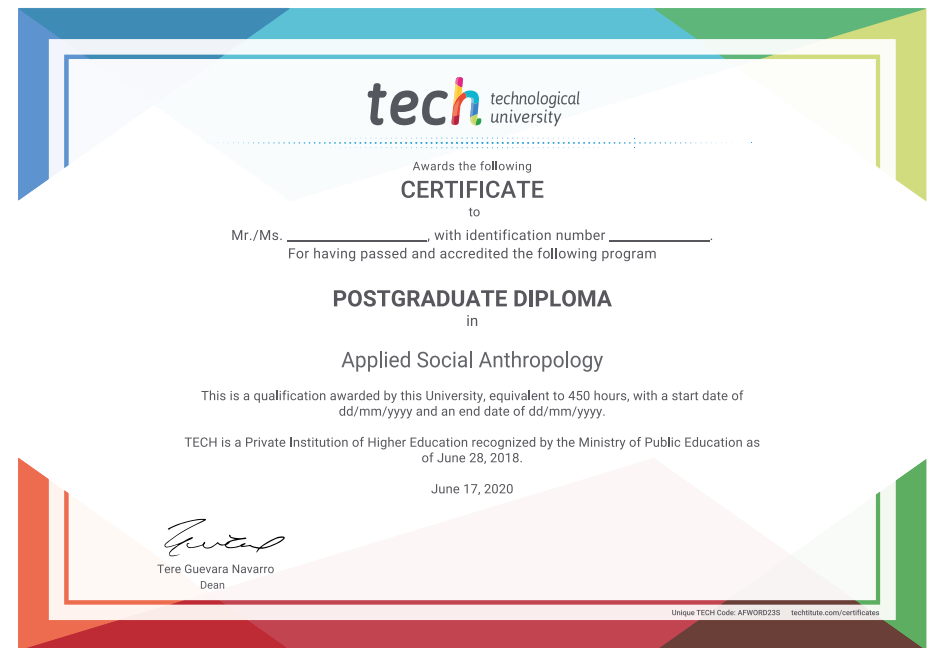 tech technological
university
Awards the following
CERTIFICATE
to
Mr./Ms. ____________________, with identification number ______________.
For having passed and accredited the following program
POSTGRADUATE DIPLOMA
in
Applied Social Anthropology
This is a qualification awarded by this University, equivalent to 450 hours, with a start date of
dd/mm/yyyy and an end date of dd/mm/yyyy.
TECH is a Private Institution of Higher Education recognized by the Ministry of Public Education as
of June 28, 2018.
June 17, 2020
Tere Guevara Navarro
Dean
Unique TECH Code: AFWORD23S techtitute.com/certificates